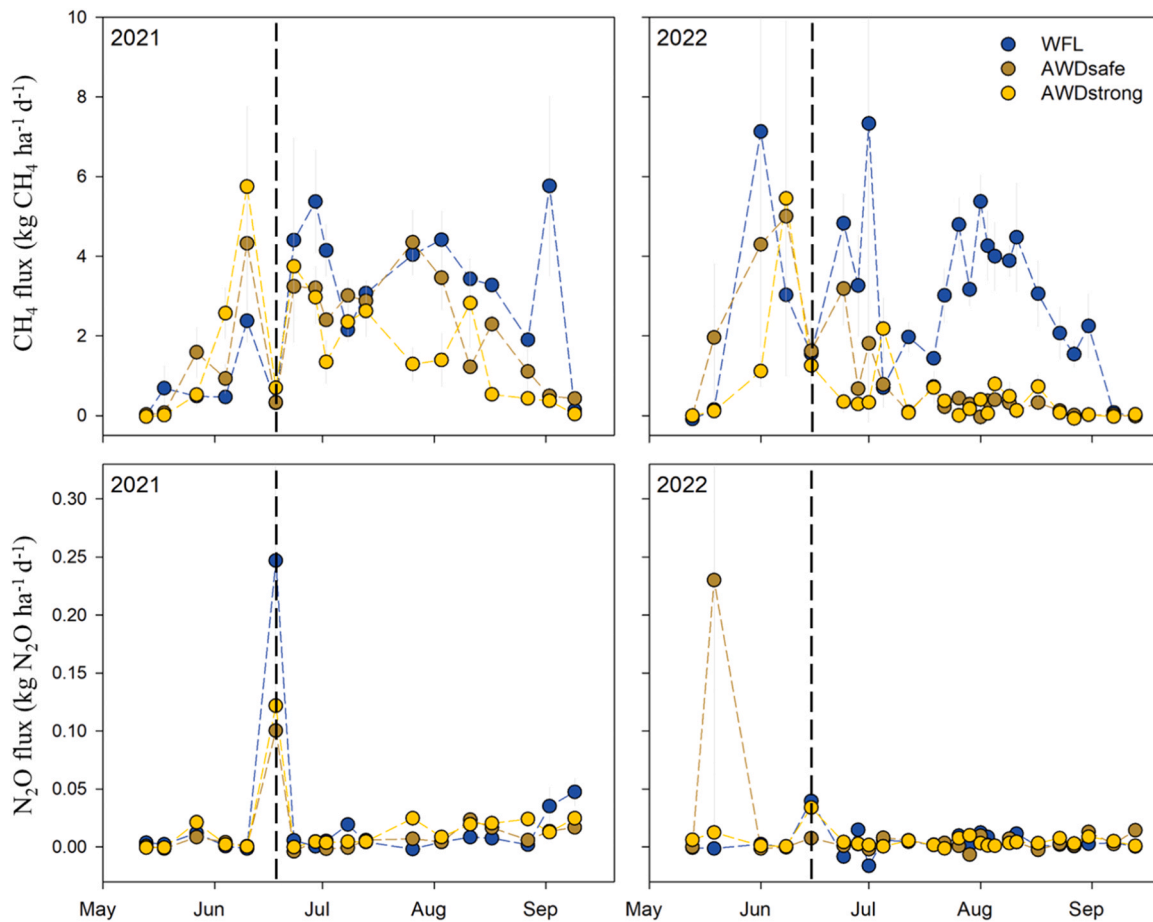 2021
2022
WFL
AWDsafe
AWDstrong
CH₄ flux (kg CH₄ ha⁻¹ d⁻¹)
10
8
6
4
2
0
2021
2022
N₂O flux (kg N₂O ha⁻¹ d⁻¹)
0.30
0.25
0.20
0.15
0.10
0.05
0.00
May Jun Jul Aug Sep May Jun Jul Aug Sep